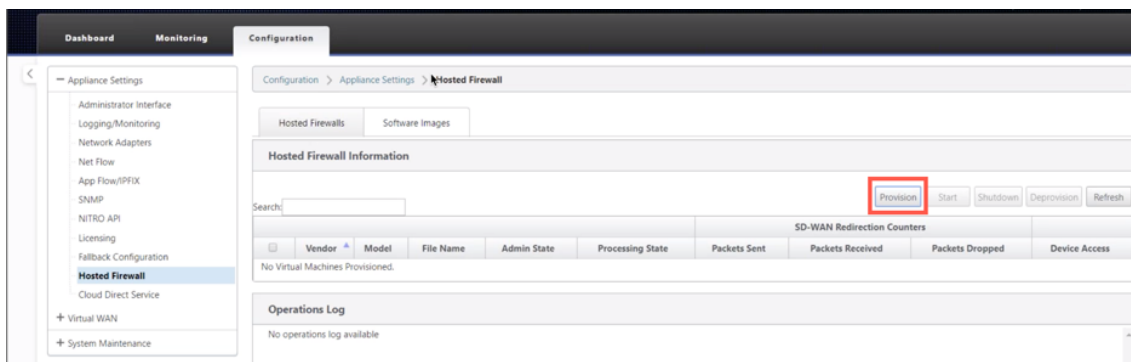 Dashboard Monitoring Configuration
− Appliance Settings
Administrator Interface
Logging/Monitoring
Network Adapters
Net Flow
App Flow/IPFIX
SNMP
NITRO API
Licensing
Fallback Configuration
Hosted Firewall
Cloud Direct Service
+ Virtual WAN
+ System Maintenance
Configuration > Appliance Settings > Hosted Firewall
Hosted Firewalls Software Images
Hosted Firewall Information
Provision Start Shutdown Deprovision Refresh
Search:
SD-WAN Redirection Counters
Vendor Model File Name Admin State Processing State Packets Sent Packets Received Packets Dropped Device Access
No Virtual Machines Provisioned.
Operations Log
No operations log available